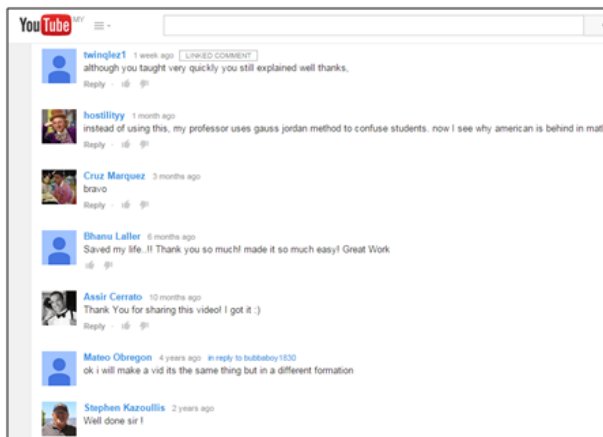 YouTube MY
twinqlez1 1 week ago LINKED COMMENT
although you taught very quickly you still explained well thanks,
Reply ·
hostilityy 1 month ago
instead of using this, my professor uses gauss jordan method to confuse students. now I see why american is behind in mat
Reply ·
Cruz Marquez 3 months ago
bravo
Reply ·
Bhanu Laller 6 months ago
Saved my life..!! Thank you so much! made it so much easy! Great Work
Assir Cerrato 10 months ago
Thank You for sharing this video! I got it :)
Reply ·
Mateo Obregon 4 years ago in reply to bubbaboy1830
ok i will make a vid its the same thing but in a different formation
Stephen Kazoullis 2 years ago
Well done sir !